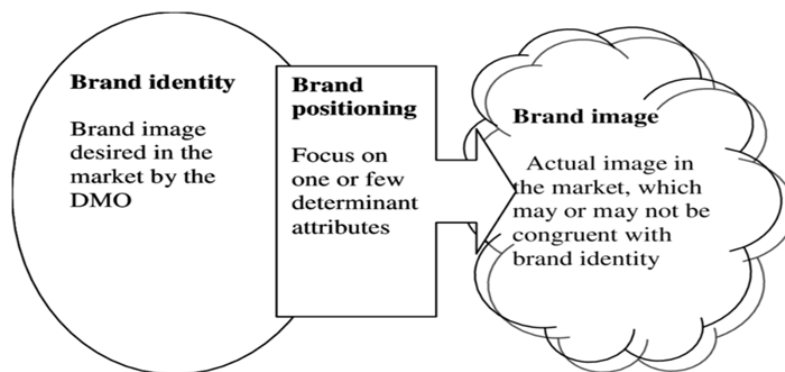 Brand identity
Brand image
desired in the
market by the
DMO
Brand
positioning
Focus on
one or few
determinant
attributes
Brand image
Actual image in
the market, which
may or may not be
congruent with
brand identity